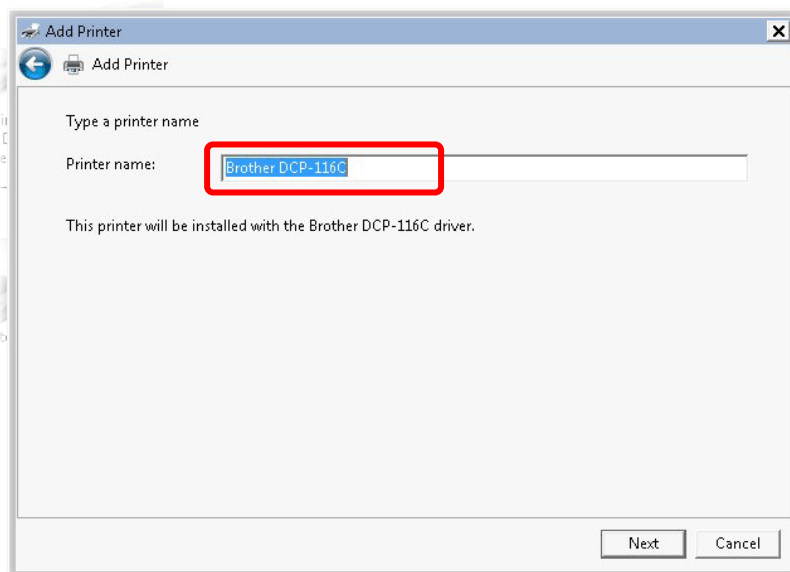 Add Printer
Add Printer
Type a printer name
Printer name: Brother DCP-116C
This printer will be installed with the Brother DCP-116C driver.
Next Cancel